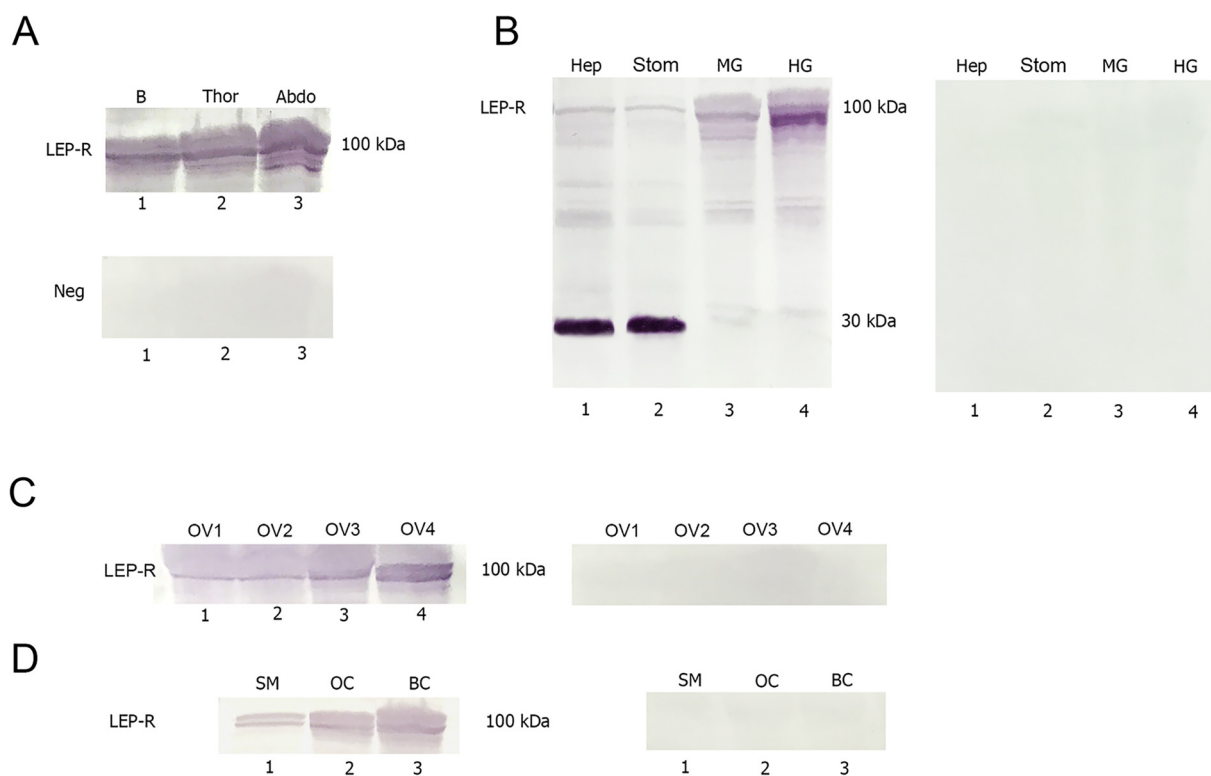 A
B Thor Abdo
LEP-R 100 kDa
1 2 3
Neg
1 2 3
B
Hep Stom MG HG
LEP-R 100 kDa
30 kDa
1 2 3 4
Hep Stom MG HG
1 2 3 4
C
OV1 OV2 OV3 OV4
LEP-R 100 kDa
1 2 3 4
OV1 OV2 OV3 OV4
D
SM OC BC
LEP-R 100 kDa
1 2 3
SM OC BC
1 2 3